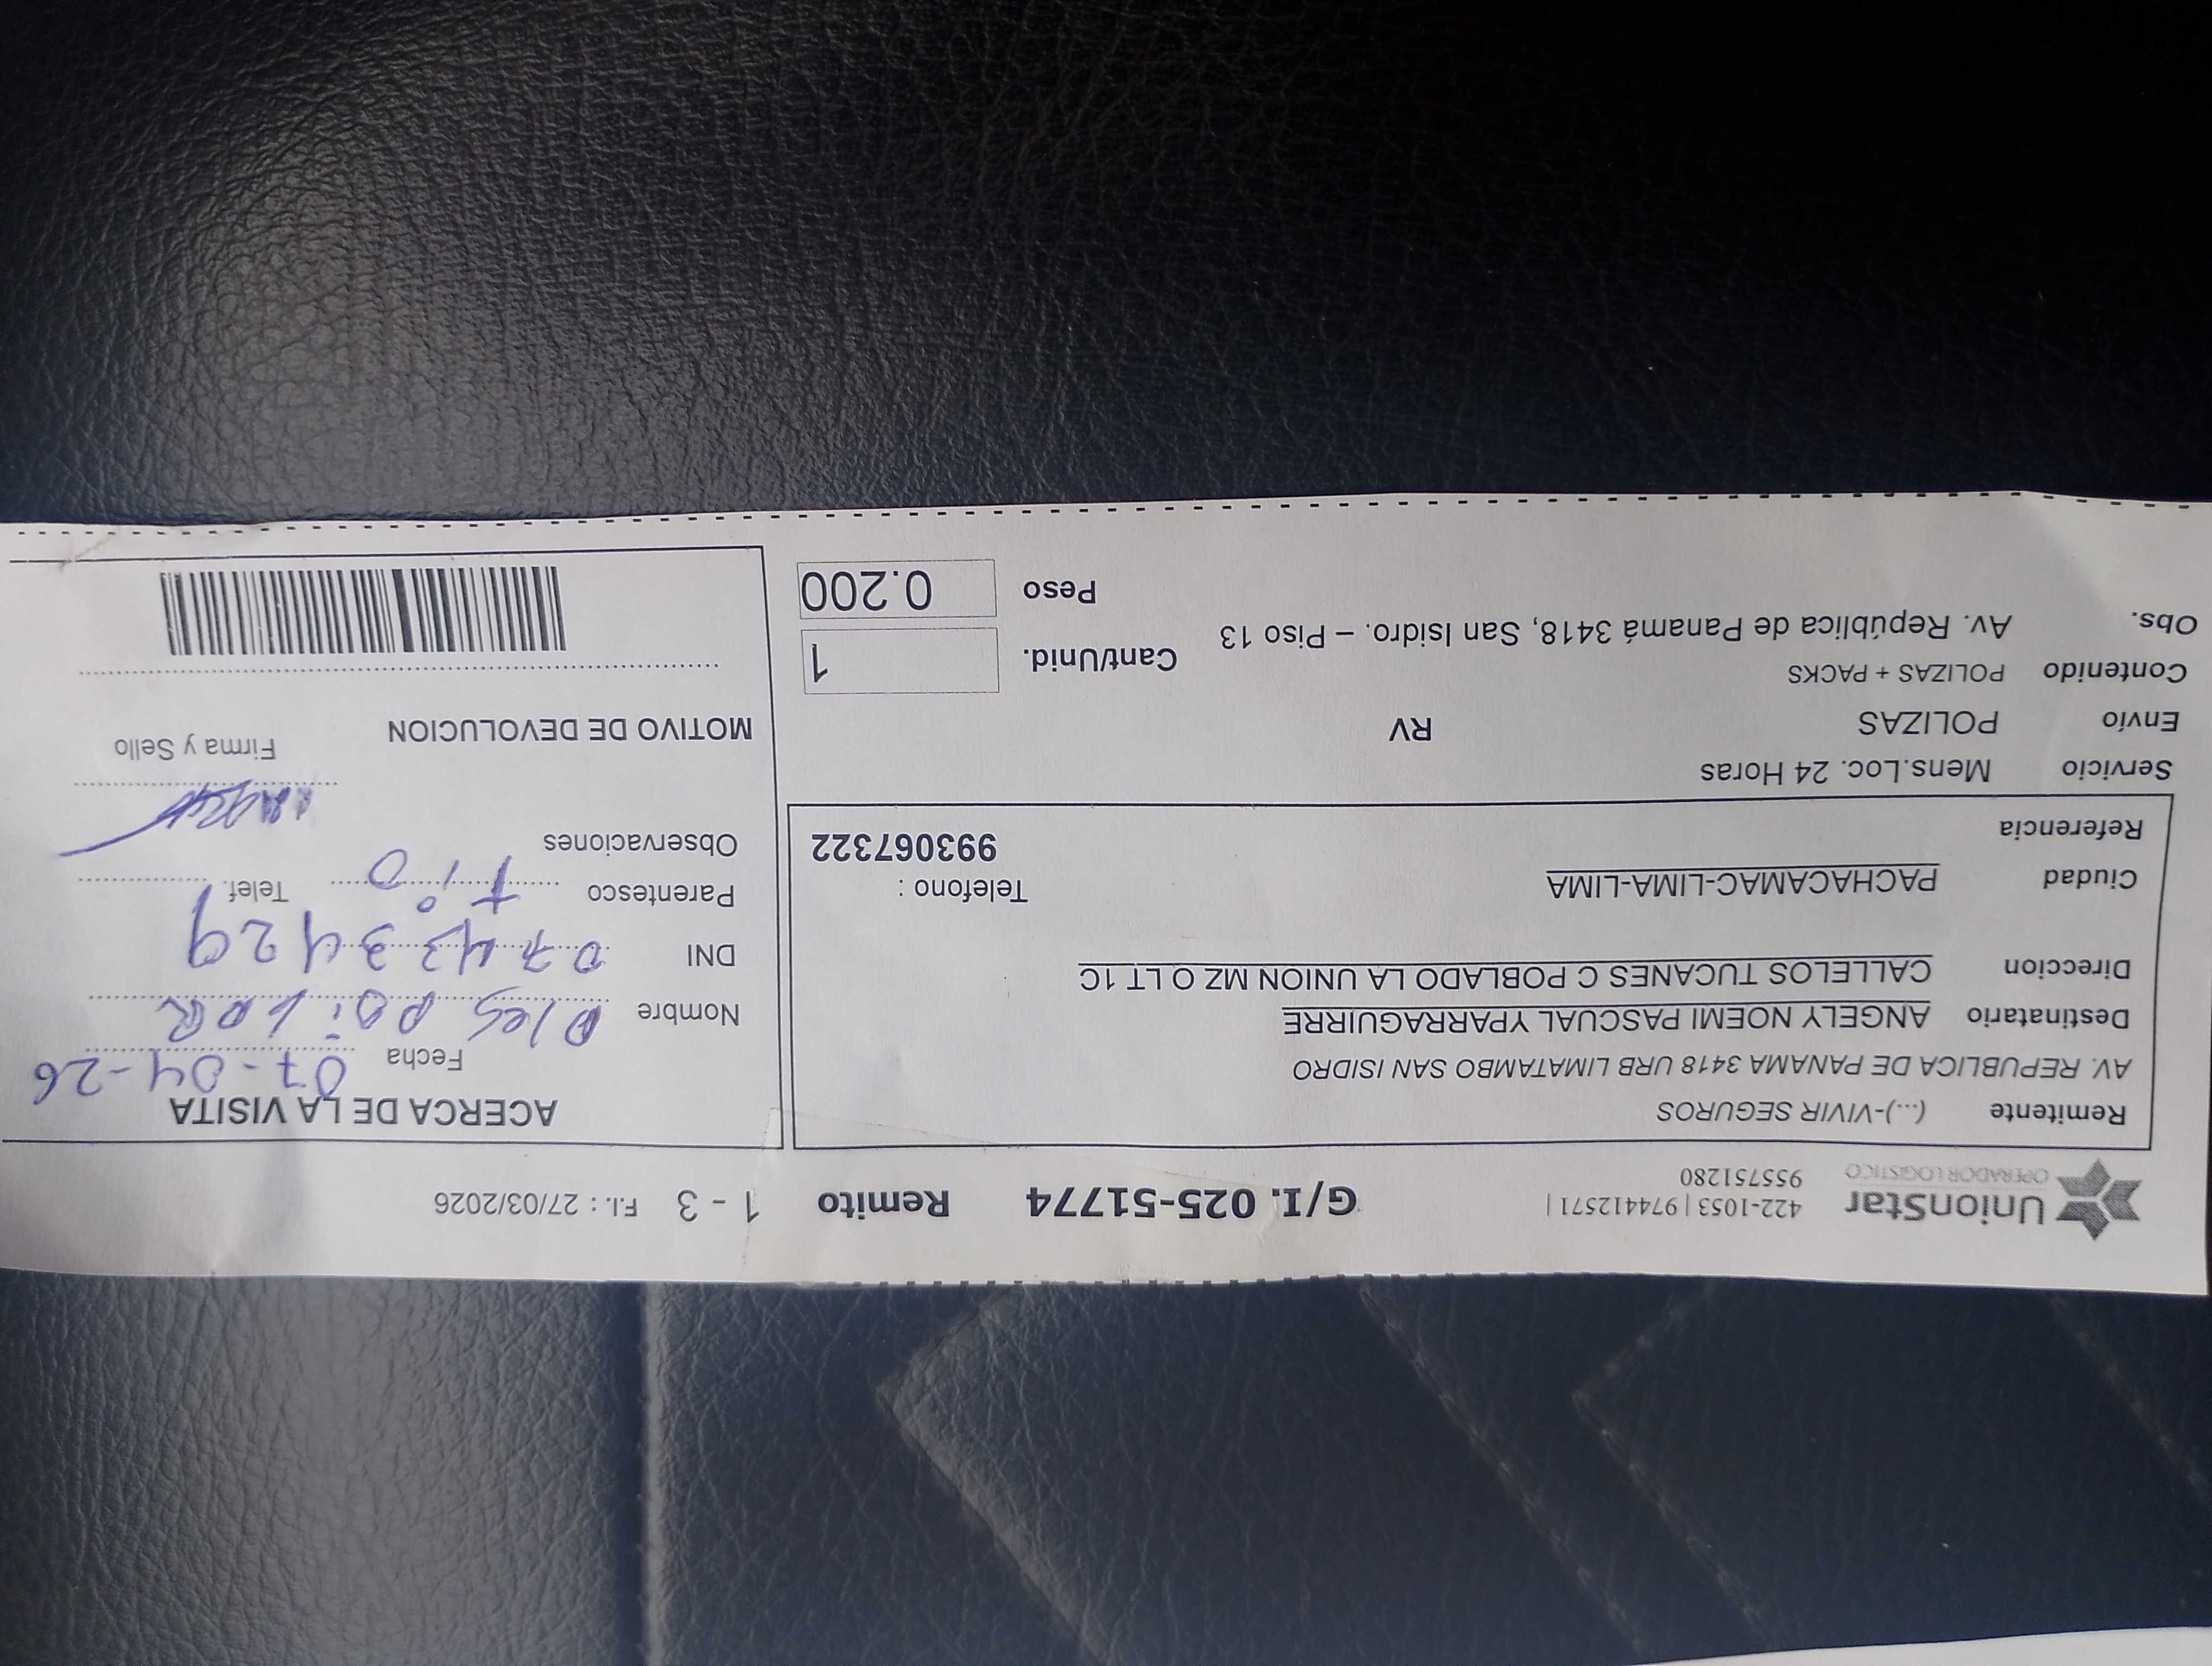 UnionStar
OPERADOR LOGISTICO
422-1053 | 974412571 |
955751280
G/I. 025-51774 Remito 1 - 3 F.I. : 27/03/2026
Remitente (...)-VIVIR SEGUROS
AV. REPUBLICA DE PANAMA 3418 URB LIMATAMBO SAN ISIDRO
Destinatario ANGELY NOEMI PASCUAL YPARRAGUIRRE
Direccion CALLELOS TUCANES C POBLADO LA UNION MZ O LT 1C
Ciudad PACHACAMAC-LIMA-LIMA
Telefono :
993067322
Referencia
Servicio Mens.Loc. 24 Horas
Envío POLIZAS RV
Contenido POLIZAS + PACKS
Obs. Av. República de Panamá 3418, San Isidro. – Piso 13
Cant/Unid. 1
Peso 0.200
ACERCA DE LA VISITA
Fecha 07-04-26
Nombre
DNI 07433429
Parentesco tio Telef.
Observaciones
Firma y Sello
MOTIVO DE DEVOLUCION